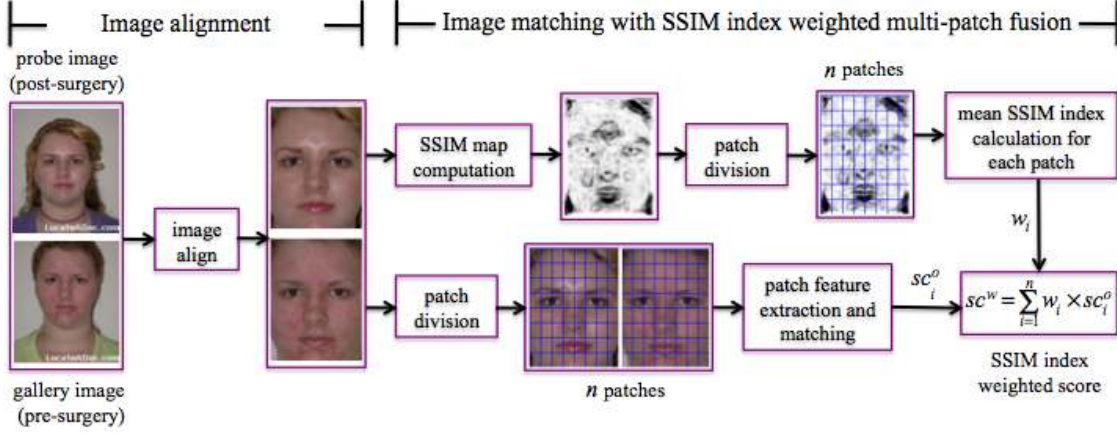 Image alignment
Image matching with SSIM index weighted multi-patch fusion
probe image
(post-surgery)
image
align
gallery image
(pre-surgery)
SSIM map
computation
patch
division
n patches
mean SSIM index
calculation for
each patch
w_i
patch
division
n patches
patch feature
extraction and
matching
sc_i^o
sc^w = \sum_{i=1}^{n} w_i × sc_i^o
SSIM index
weighted score